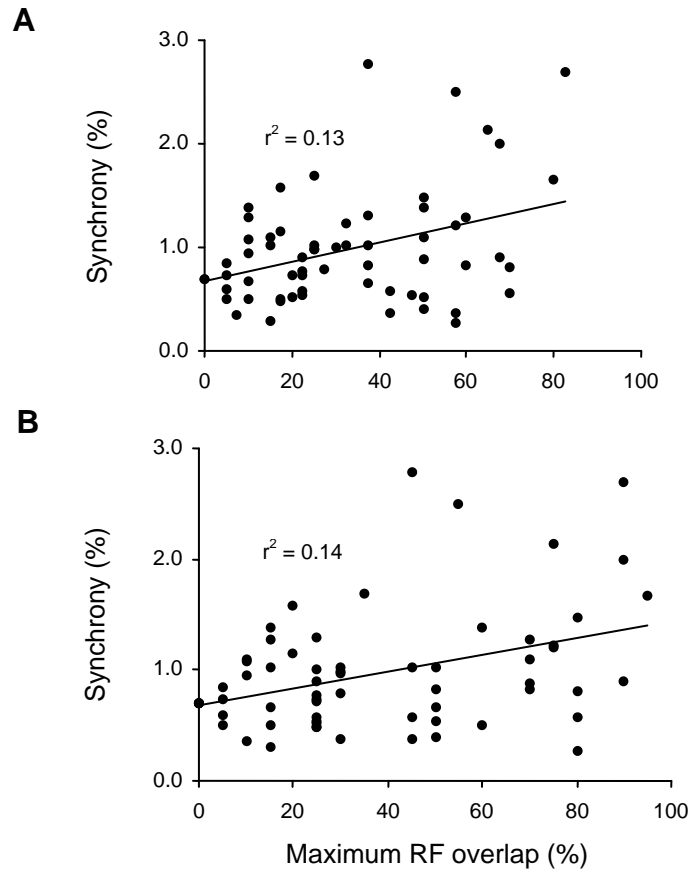 A
3.0
2.0
1.0
0.0
Synchrony (%)
r² = 0.13
0 20 40 60 80 100
B
3.0
2.0
1.0
0.0
Synchrony (%)
r² = 0.14
0 20 40 60 80 100
Maximum RF overlap (%)